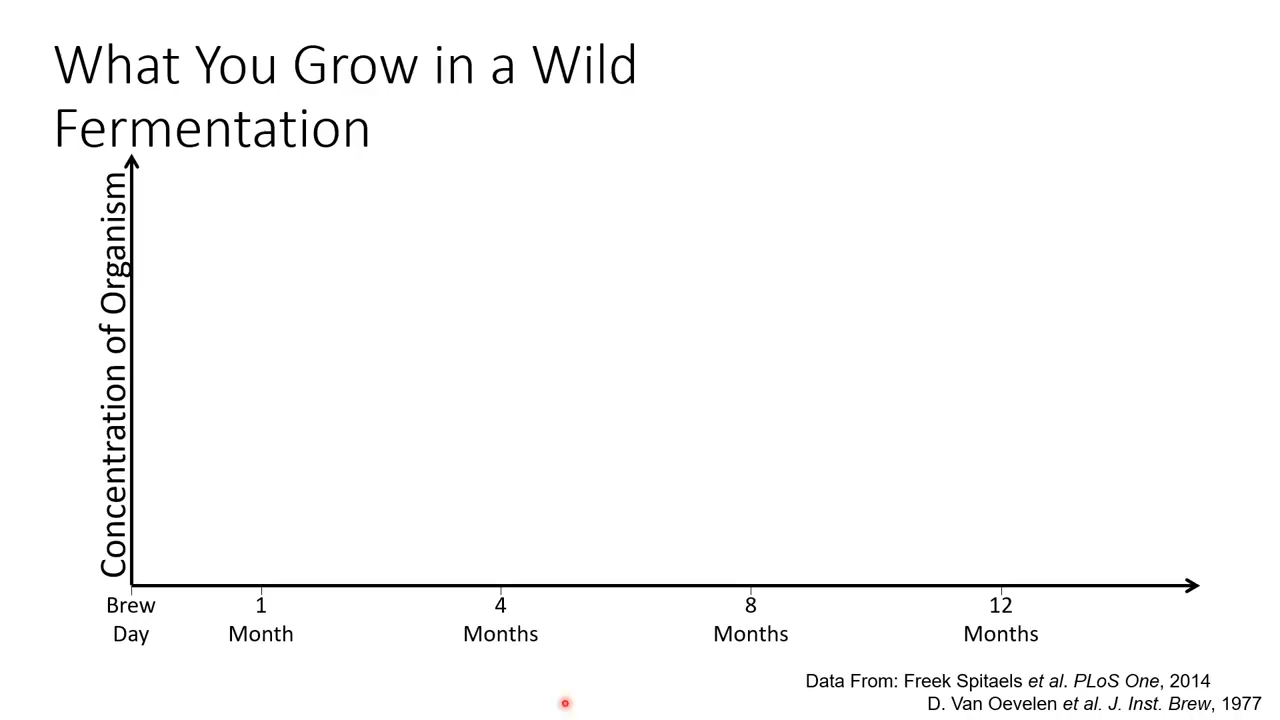 What You Grow in a Wild
Fermentation
Concentration of Organism
Brew
Day
1
Month
4
Months
8
Months
12
Months
Data From: Freek Spitaels et al. PLoS One, 2014
D. Van Oevelen et al. J. Inst. Brew, 1977